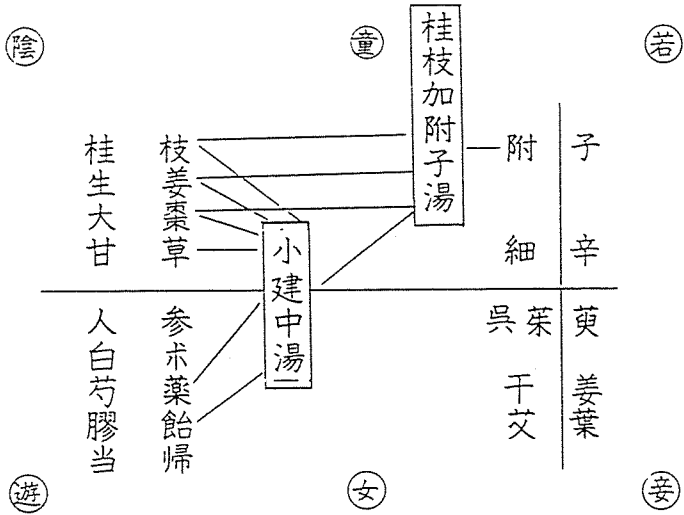 陰 童 若
桂枝加附子湯
桂枝
生姜
大棗
甘草
附子
細辛
小建中湯
人参
白朮
芍薬
膠飴
当帰
呉茱萸
干姜
艾葉
遊 女 妾